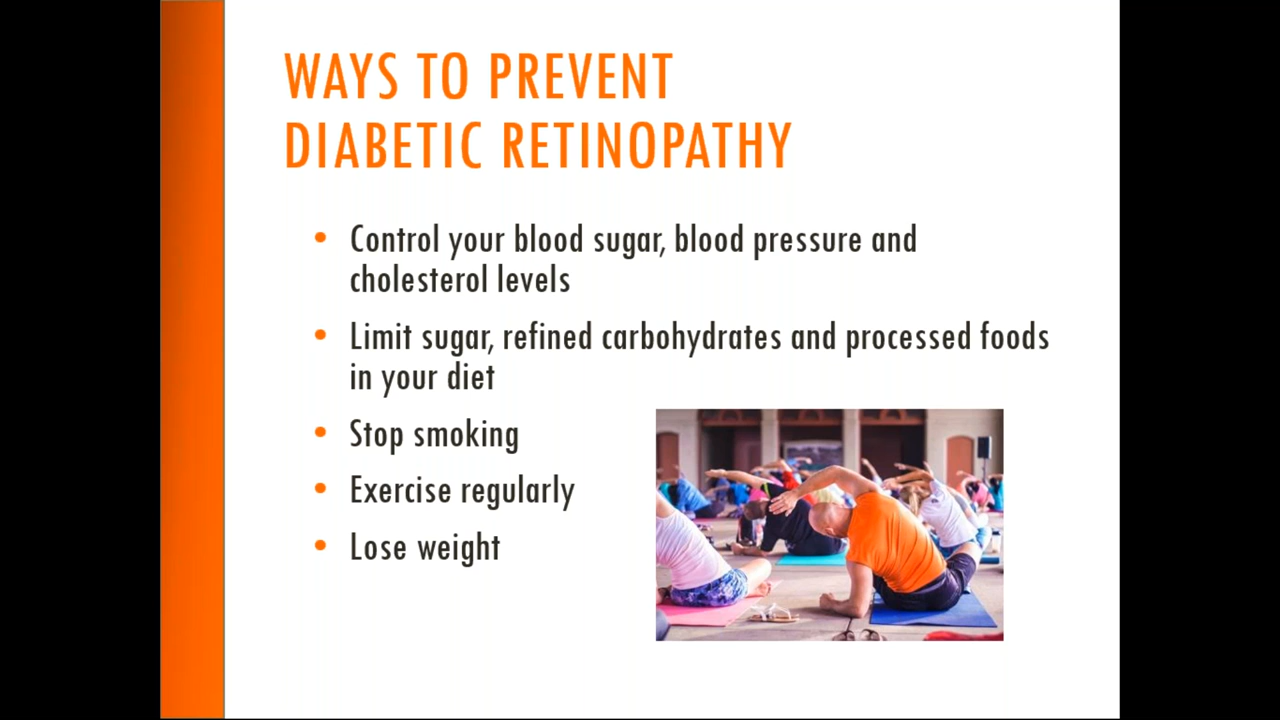 WAYS TO PREVENT
DIABETIC RETINOPATHY
• Control your blood sugar, blood pressure and
cholesterol levels
• Limit sugar, refined carbohydrates and processed foods
in your diet
• Stop smoking
• Exercise regularly
• Lose weight